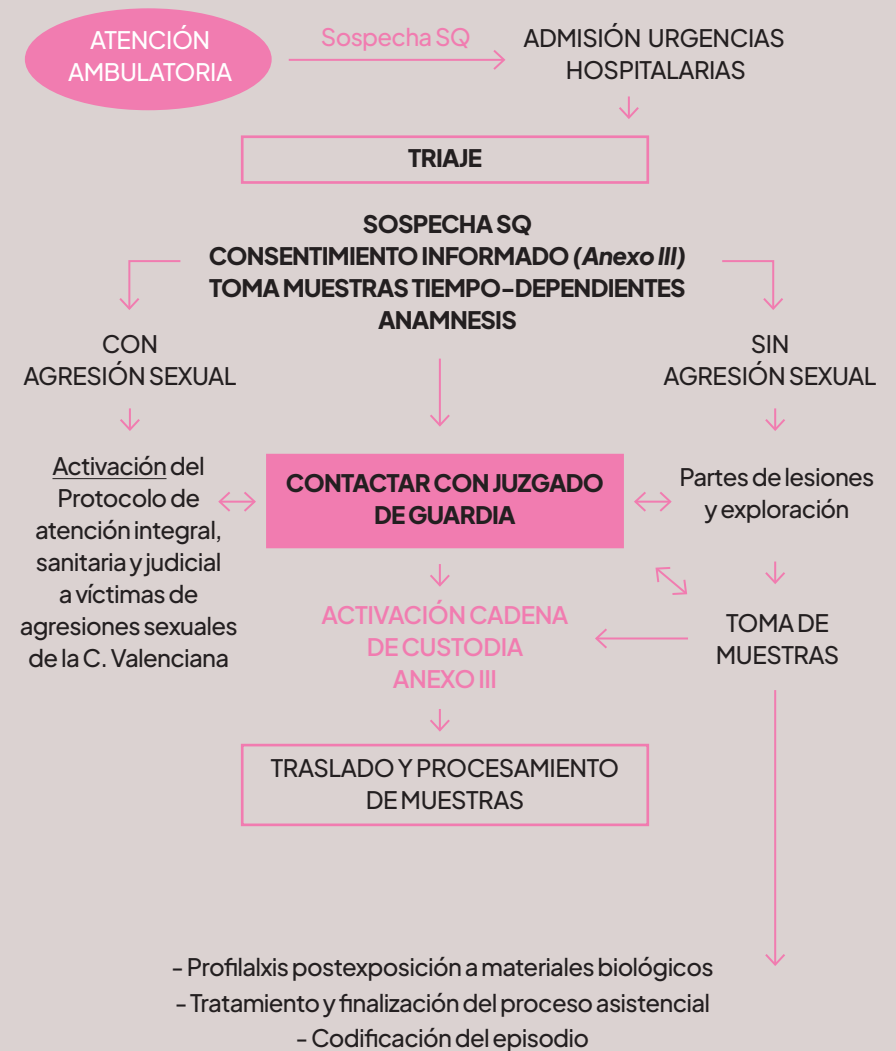 ATENCIÓN
AMBULATORIA
Sospecha SQ
ADMISIÓN URGENCIAS
HOSPITALARIAS
TRIAJE
SOSPECHA SQ
CONSENTIMIENTO INFORMADO (Anexo III)
TOMA MUESTRAS TIEMPO-DEPENDIENTES
ANAMNESIS
CON
AGRESIÓN SEXUAL
SIN
AGRESIÓN SEXUAL
Activación del
Protocolo de
atención integral,
sanitaria y judicial
a víctimas de
agresiones sexuales
de la C. Valenciana
CONTACTAR CON JUZGADO
DE GUARDIA
Partes de lesiones
y exploración
ACTIVACIÓN CADENA
DE CUSTODIA
ANEXO III
TOMA DE
MUESTRAS
TRASLADO Y PROCESAMIENTO
DE MUESTRAS
- Profilalxis postexposición a materiales biológicos
- Tratamiento y finalización del proceso asistencial
- Codificación del episodio